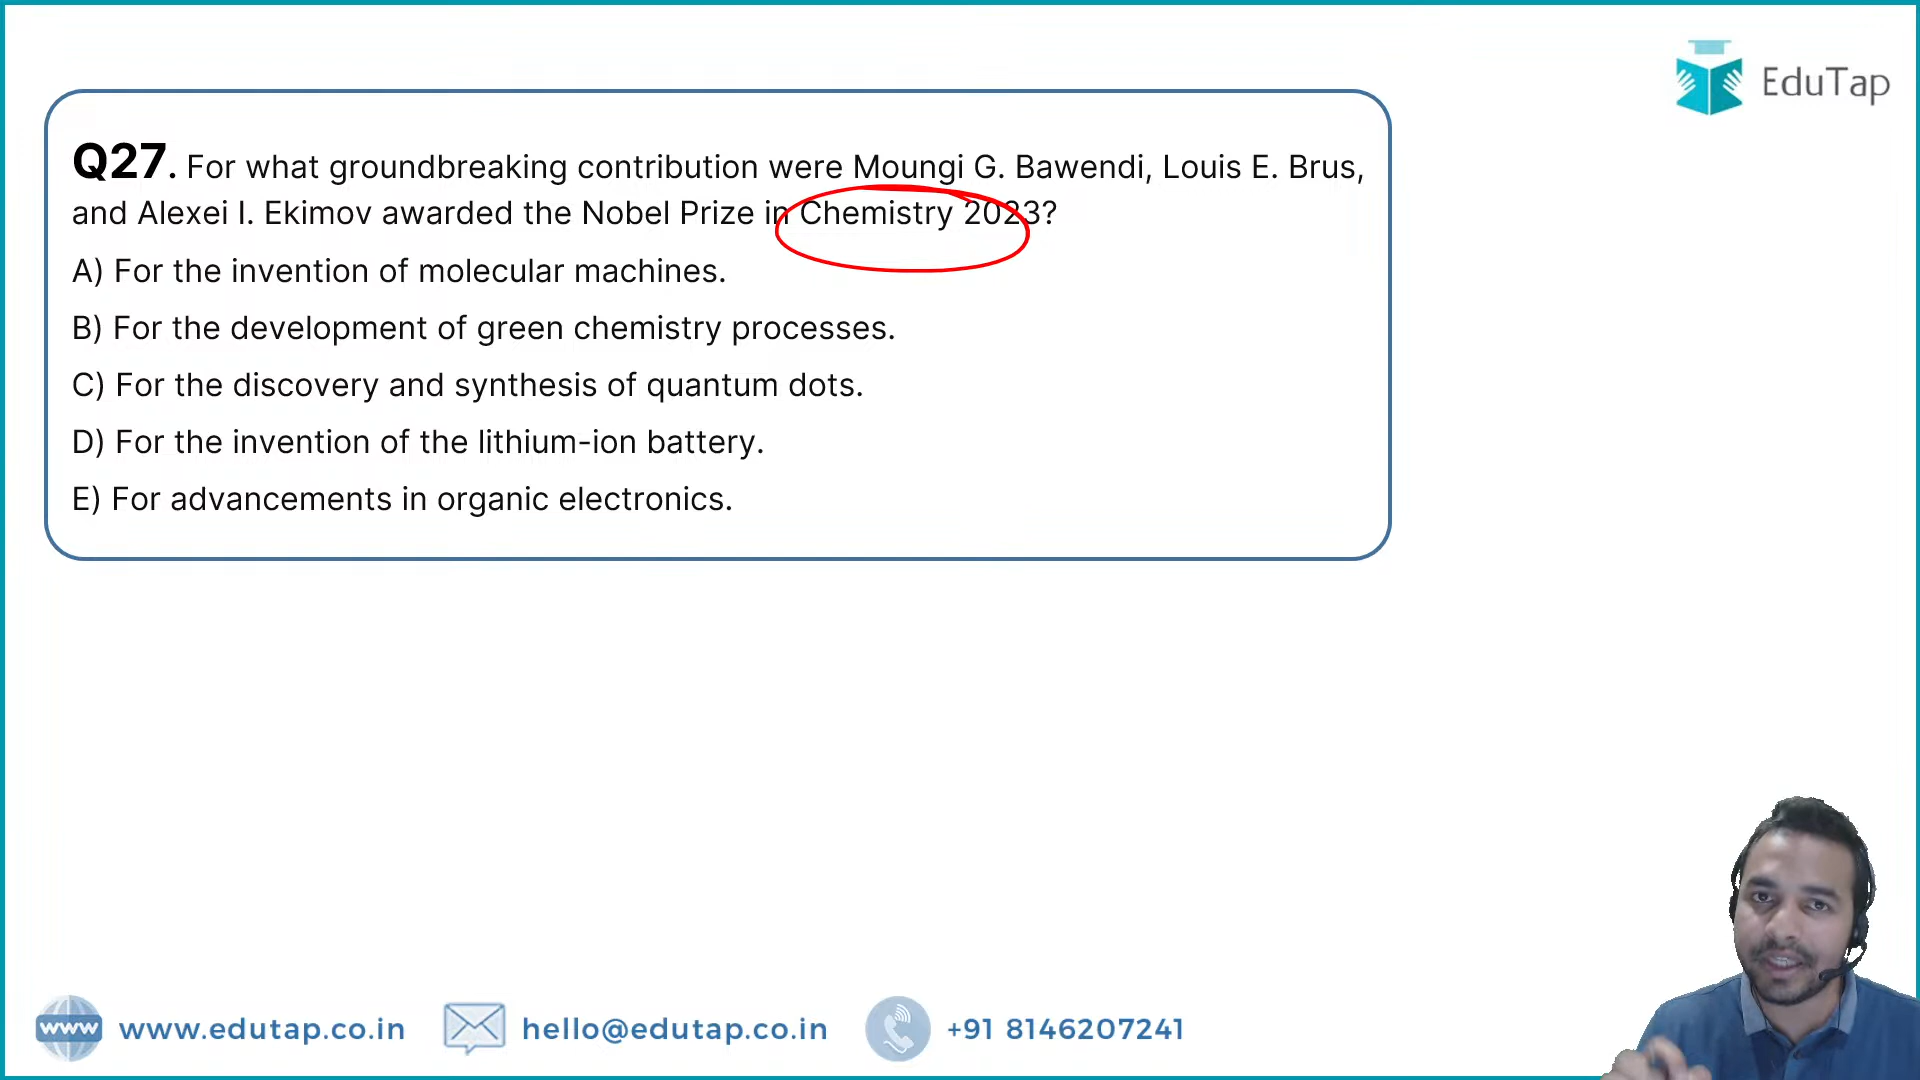 EduTap
Q27. For what groundbreaking contribution were Moungi G. Bawendi, Louis E. Brus,
and Alexei I. Ekimov awarded the Nobel Prize in Chemistry 2023?
A) For the invention of molecular machines.
B) For the development of green chemistry processes.
C) For the discovery and synthesis of quantum dots.
D) For the invention of the lithium-ion battery.
E) For advancements in organic electronics.
www www.edutap.co.in hello@edutap.co.in +91 8146207241